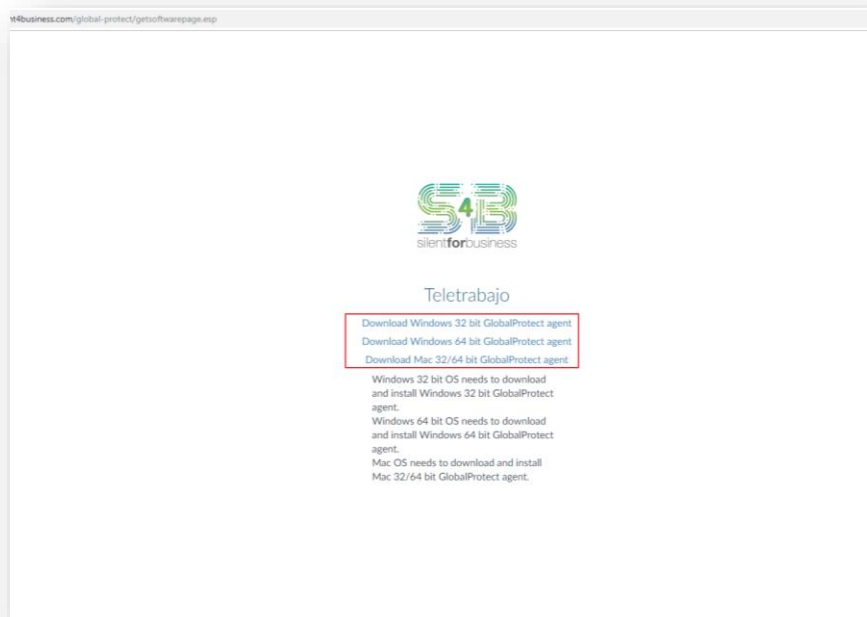 nt4business.com/global-protect/getsoftwarepage.esp
S4B
silentforbusiness
Teletrabajo
Download Windows 32 bit GlobalProtect agent
Download Windows 64 bit GlobalProtect agent
Download Mac 32/64 bit GlobalProtect agent
Windows 32 bit OS needs to download
and install Windows 32 bit GlobalProtect
agent.
Windows 64 bit OS needs to download
and install Windows 64 bit GlobalProtect
agent.
Mac OS needs to download and install
Mac 32/64 bit GlobalProtect agent.